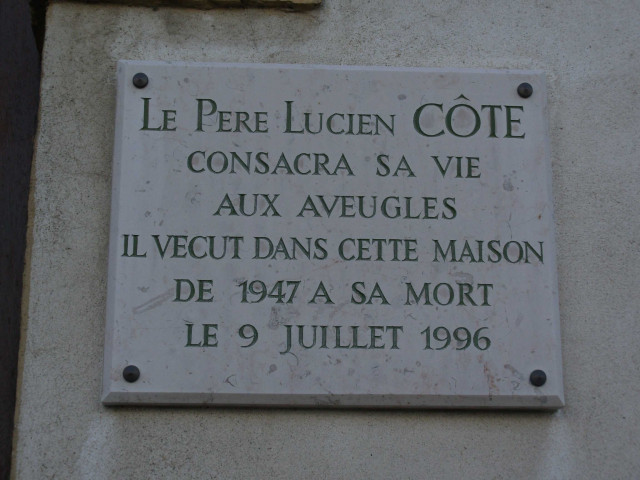 LE PERE LUCIEN CÔTE
CONSACRA SA VIE
AUX AVEUGLES
IL VECUT DANS CETTE MAISON
DE 1947 A SA MORT
LE 9 JUILLET 1996